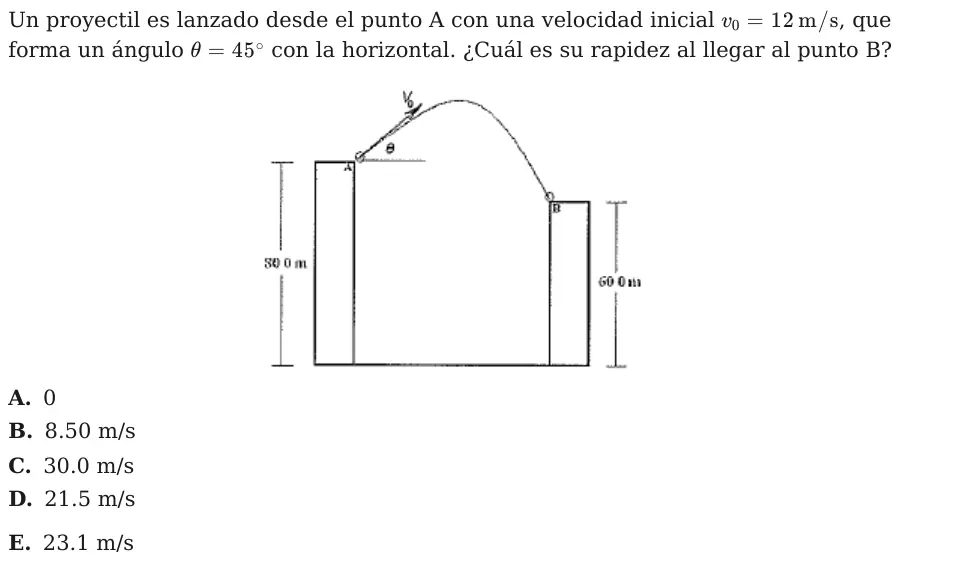 Un proyectil es lanzado desde el punto A con una velocidad inicial v₀ = 12 m/s, que
forma un ángulo θ = 45° con la horizontal. ¿Cuál es su rapidez al llegar al punto B?
V₀
θ
A
B
80 0 m
60 0 m
A. 0
B. 8.50 m/s
C. 30.0 m/s
D. 21.5 m/s
E. 23.1 m/s